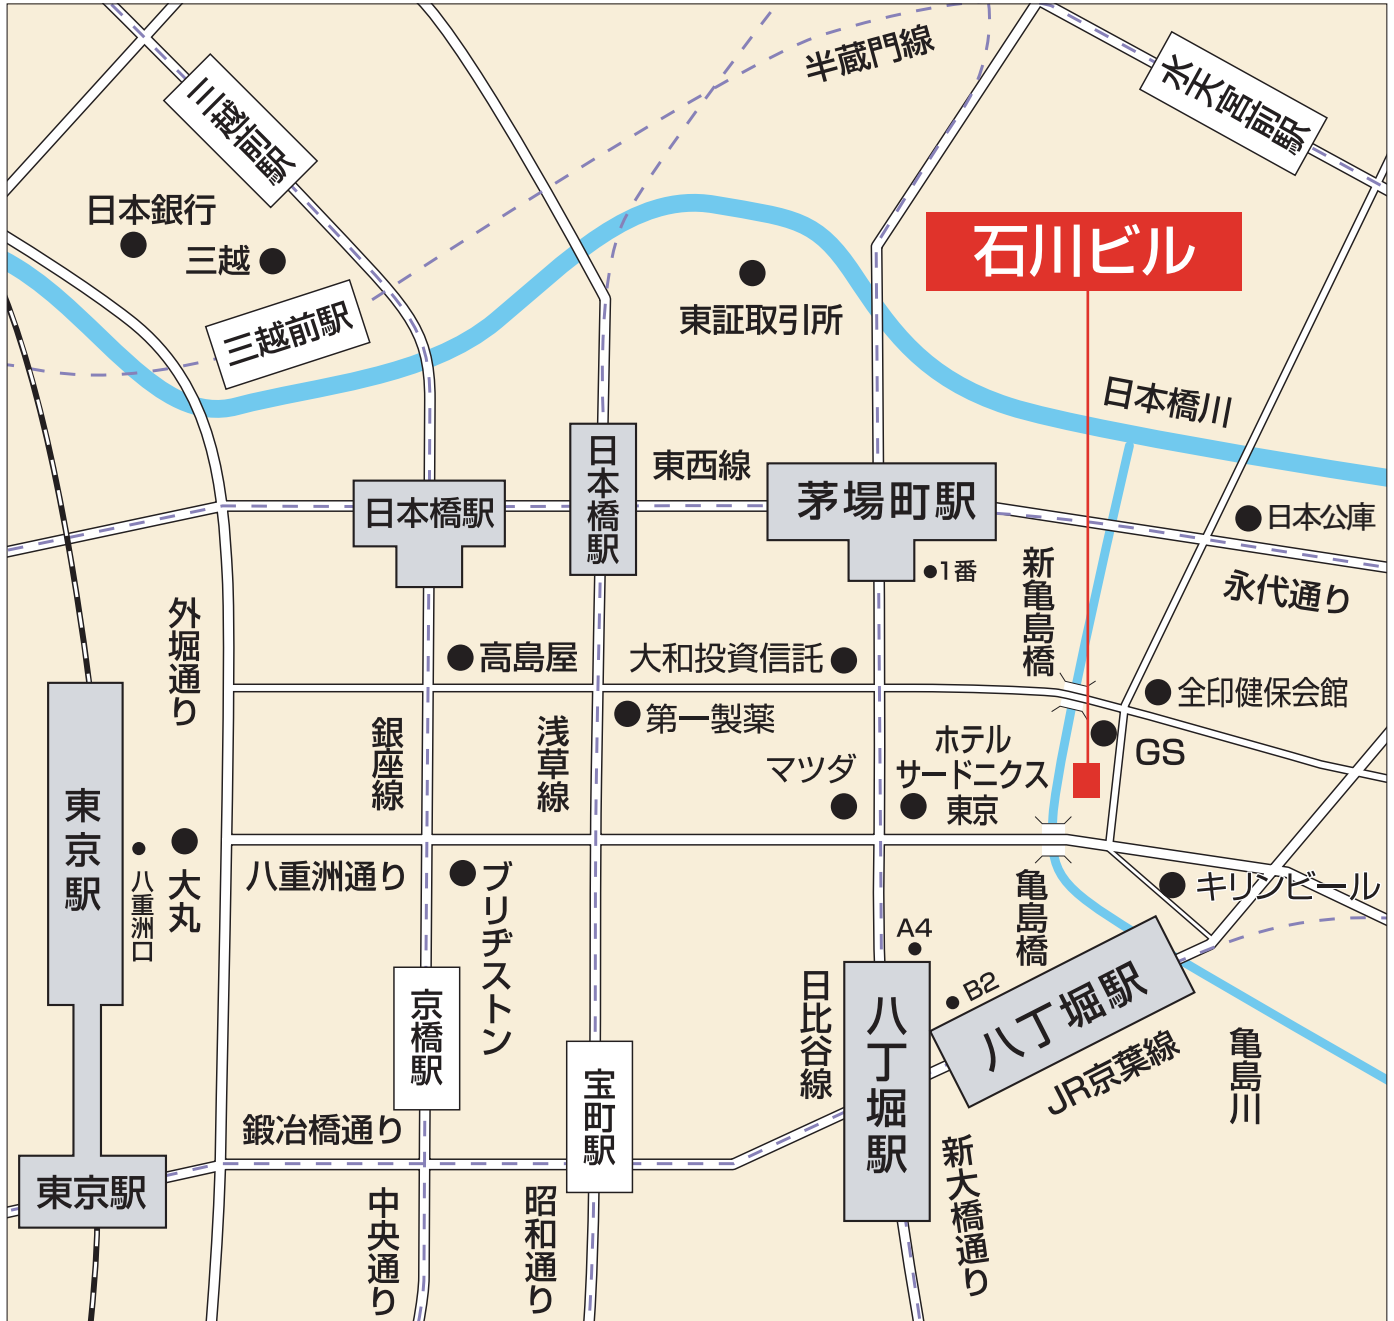 半蔵門線
水天宮前駅
三越前駅
日本銀行
三越
石川ビル
三越前駅
東証取引所
日本橋川
日本橋駅
東西線
茅場町駅
日本橋駅
日本公庫
1番
新亀島橋
永代通り
外堀通り
高島屋
大和投資信託
全印健保会館
第一製薬
銀座線
浅草線
ホテル
サードニクス
東京
GS
マツダ
東京駅
八重洲口
大丸
八重洲通り
ブリヂストン
亀島橋
キリンビール
A4
B2
京橋駅
日比谷線
八丁堀駅
八丁堀駅
JR京葉線
亀島川
宝町駅
鍛冶橋通り
新大橋通り
東京駅
中央通り
昭和通り